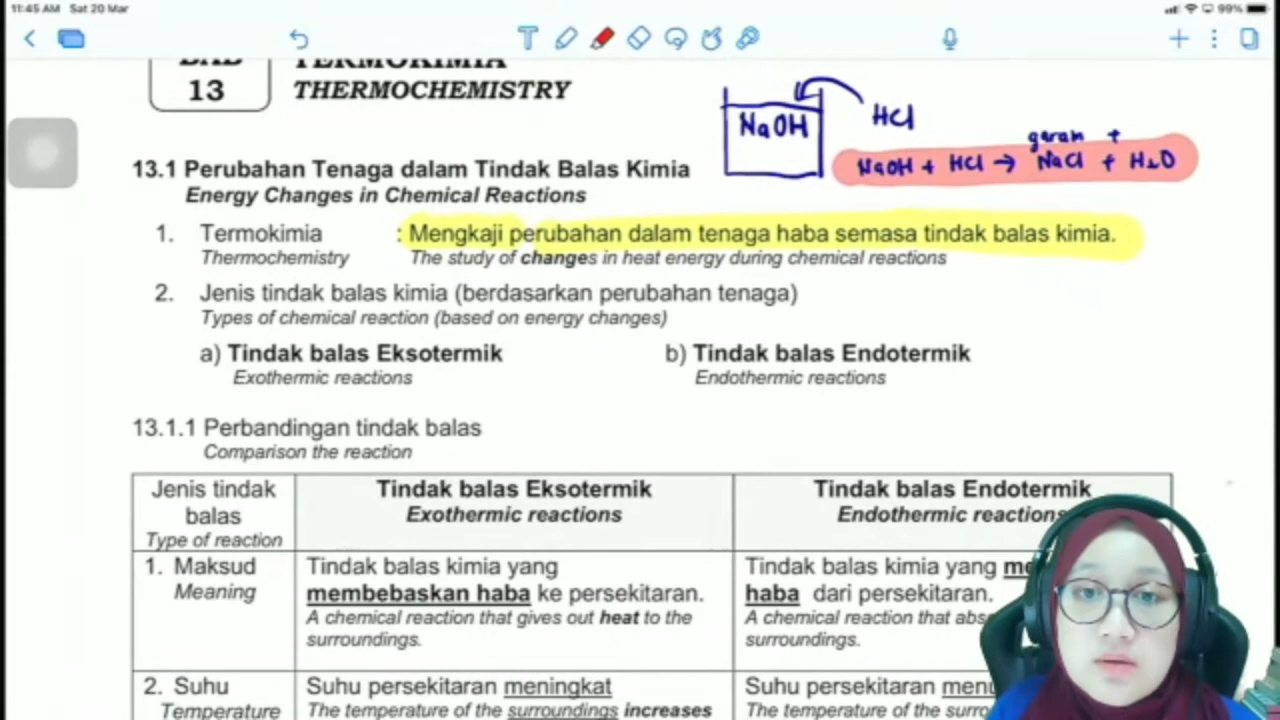 11:45 AM Sat 20 Mar
99%
BAB TERMOKIMIA
13 THERMOCHEMISTRY
NaOH
HCl
garam +
NaOH + HCl → NaCl + H₂O
13.1 Perubahan Tenaga dalam Tindak Balas Kimia
Energy Changes in Chemical Reactions
1. Termokimia : Mengkaji perubahan dalam tenaga haba semasa tindak balas kimia.
Thermochemistry The study of changes in heat energy during chemical reactions
2. Jenis tindak balas kimia (berdasarkan perubahan tenaga)
Types of chemical reaction (based on energy changes)
a) Tindak balas Eksotermik b) Tindak balas Endotermik
Exothermic reactions Endothermic reactions
13.1.1 Perbandingan tindak balas
Comparison the reaction
Jenis tindak
balas
Type of reaction
Tindak balas Eksotermik
Exothermic reactions
Tindak balas Endotermik
Endothermic reactions
1. Maksud
Meaning
Tindak balas kimia yang
membebaskan haba ke persekitaran.
A chemical reaction that gives out heat to the
surroundings.
Tindak balas kimia yang
haba dari persekitaran.
A chemical reaction that
surroundings.
2. Suhu
Temperature
Suhu persekitaran meningkat
The temperature of the surroundings increases
Suhu persekitaran
The temperature of the